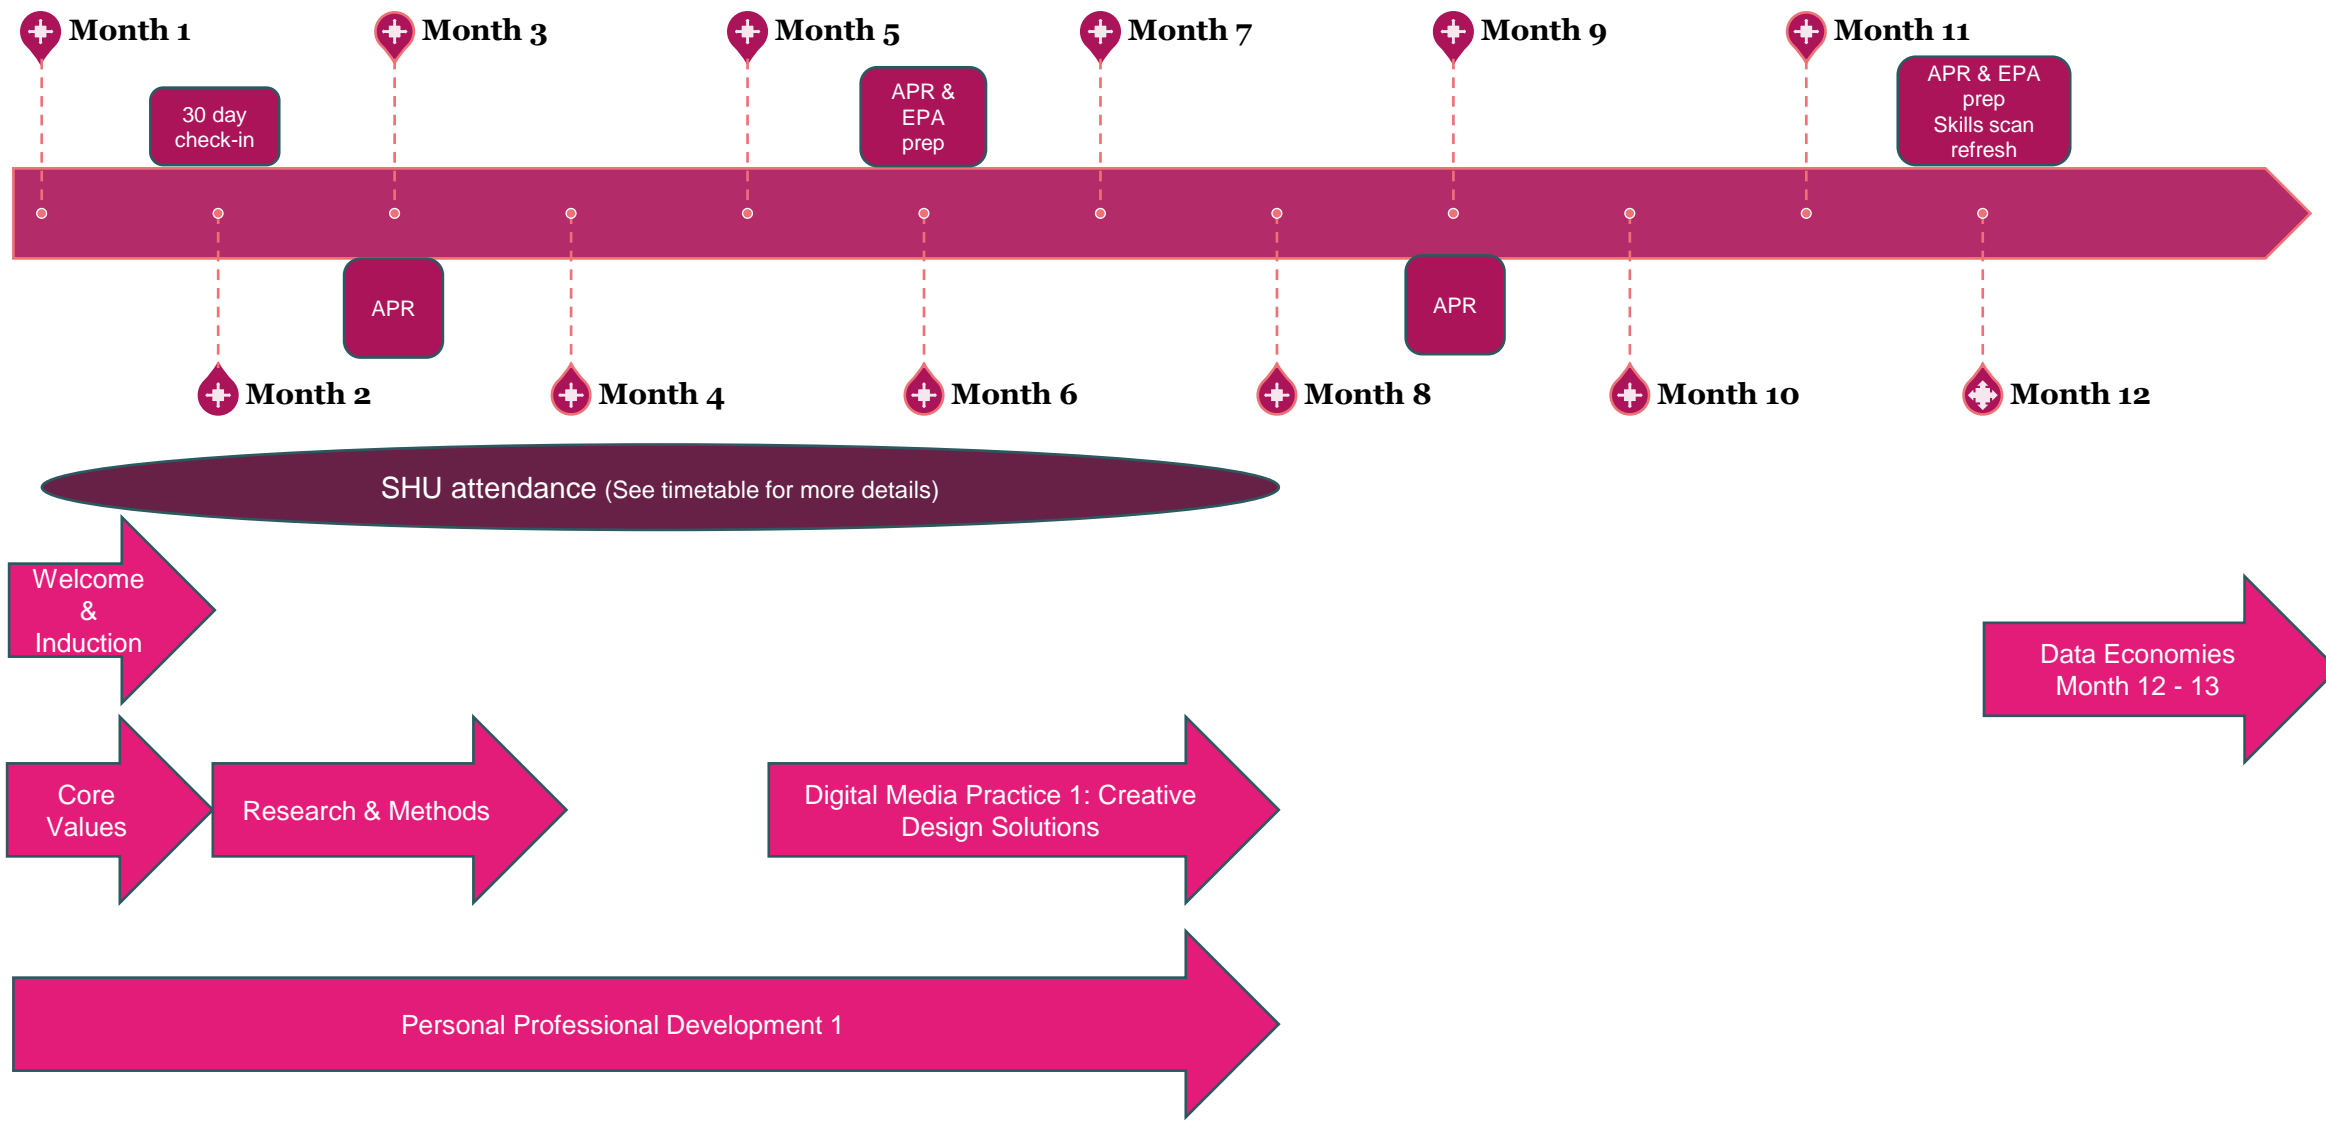 Month 1
Month 3
Month 5
Month 7
Month 9
Month 11
30 day
check-in
APR &
EPA
prep
APR & EPA
prep
Skills scan
refresh
APR
APR
Month 2
Month 4
Month 6
Month 8
Month 10
Month 12
SHU attendance (See timetable for more details)
Welcome
&
Induction
Data Economies
Month 12 - 13
Core
Values
Research & Methods
Digital Media Practice 1: Creative
Design Solutions
Personal Professional Development 1